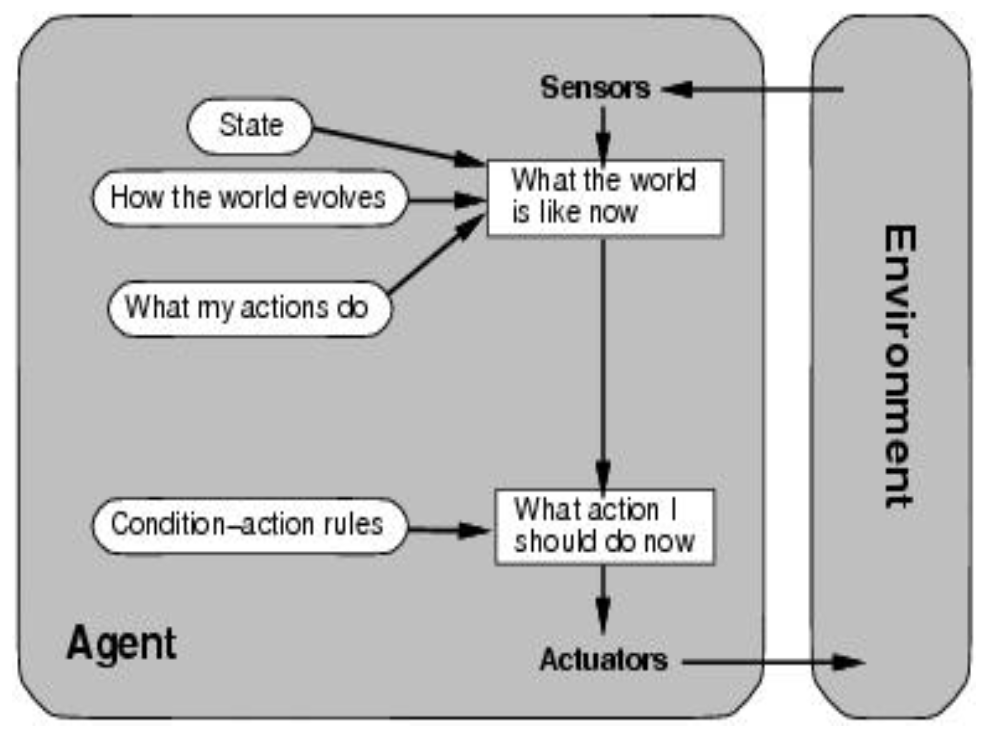 Sensors
State
What the world
is like now
How the world evolves
What my actions do
Environment
Condition–action rules
What action I
should do now
Agent
Actuators